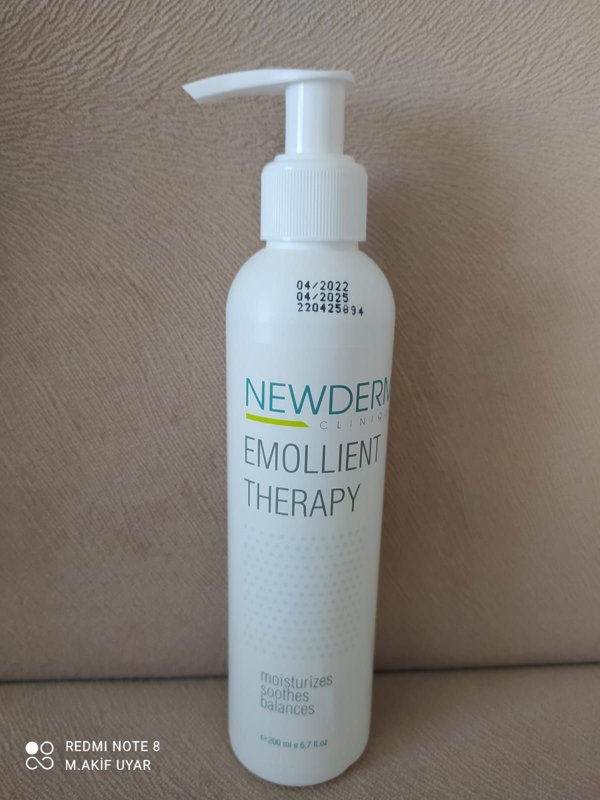 04/2022
04/2025
220425894
NEWDERM
CLINIQU
EMOLLIENT
THERAPY
moisturizes
soothes
balances
℮200 ml ± 6,7 fl.oz
REDMI NOTE 8
M.AKİF UYAR